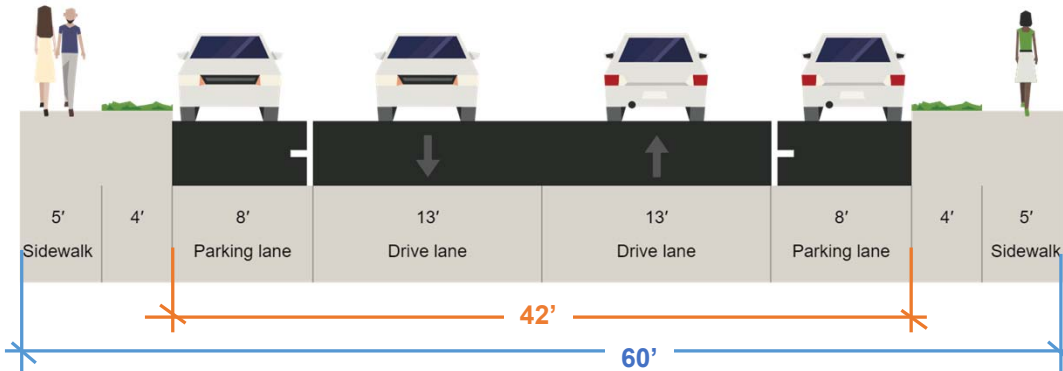 5′ 4′ 8′ 13′ 13′ 8′ 4′ 5′
Sidewalk Parking lane Drive lane Drive lane Parking lane Sidewalk
42’
60’